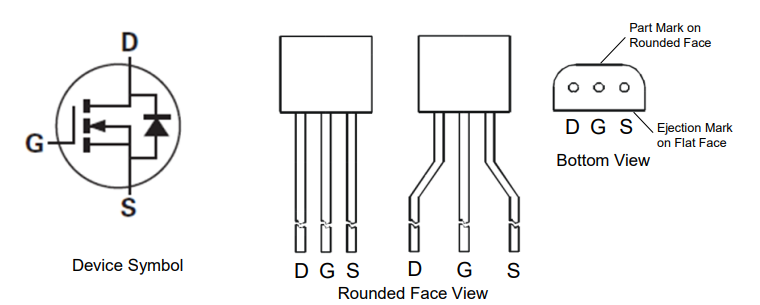 D
G
S
Device Symbol
D G S
D G S
Rounded Face View
Part Mark on
Rounded Face
D G S
Ejection Mark
on Flat Face
Bottom View